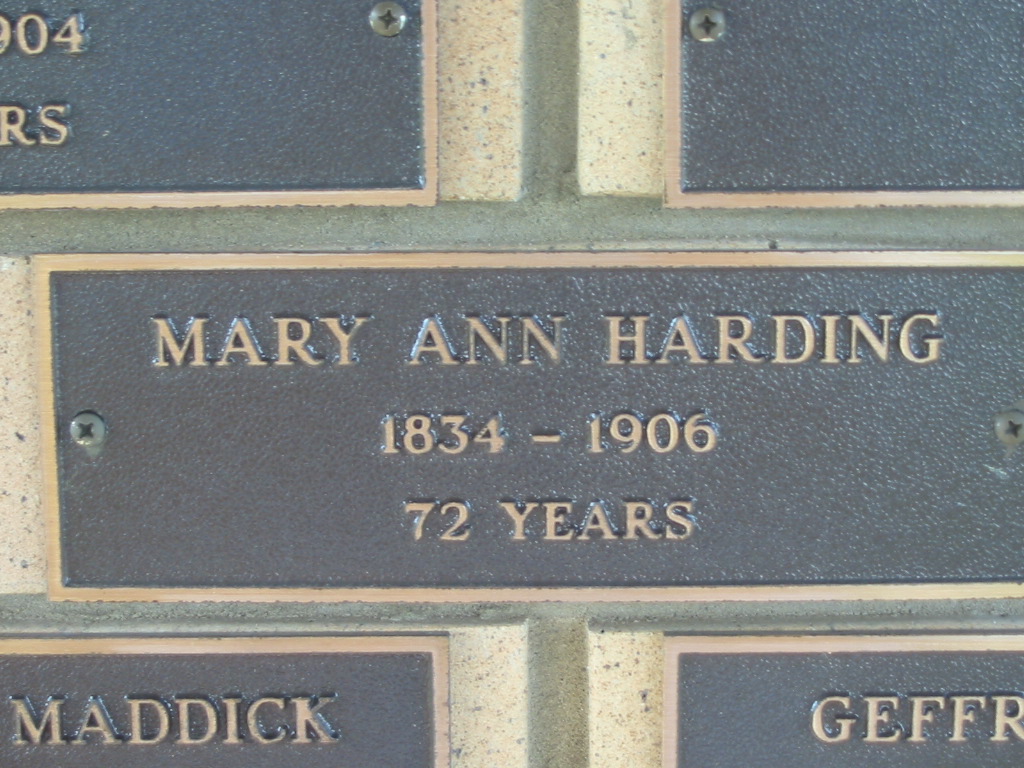 904
RS
MARY ANN HARDING
1834 – 1906
72 YEARS
MADDICK
GEFFR